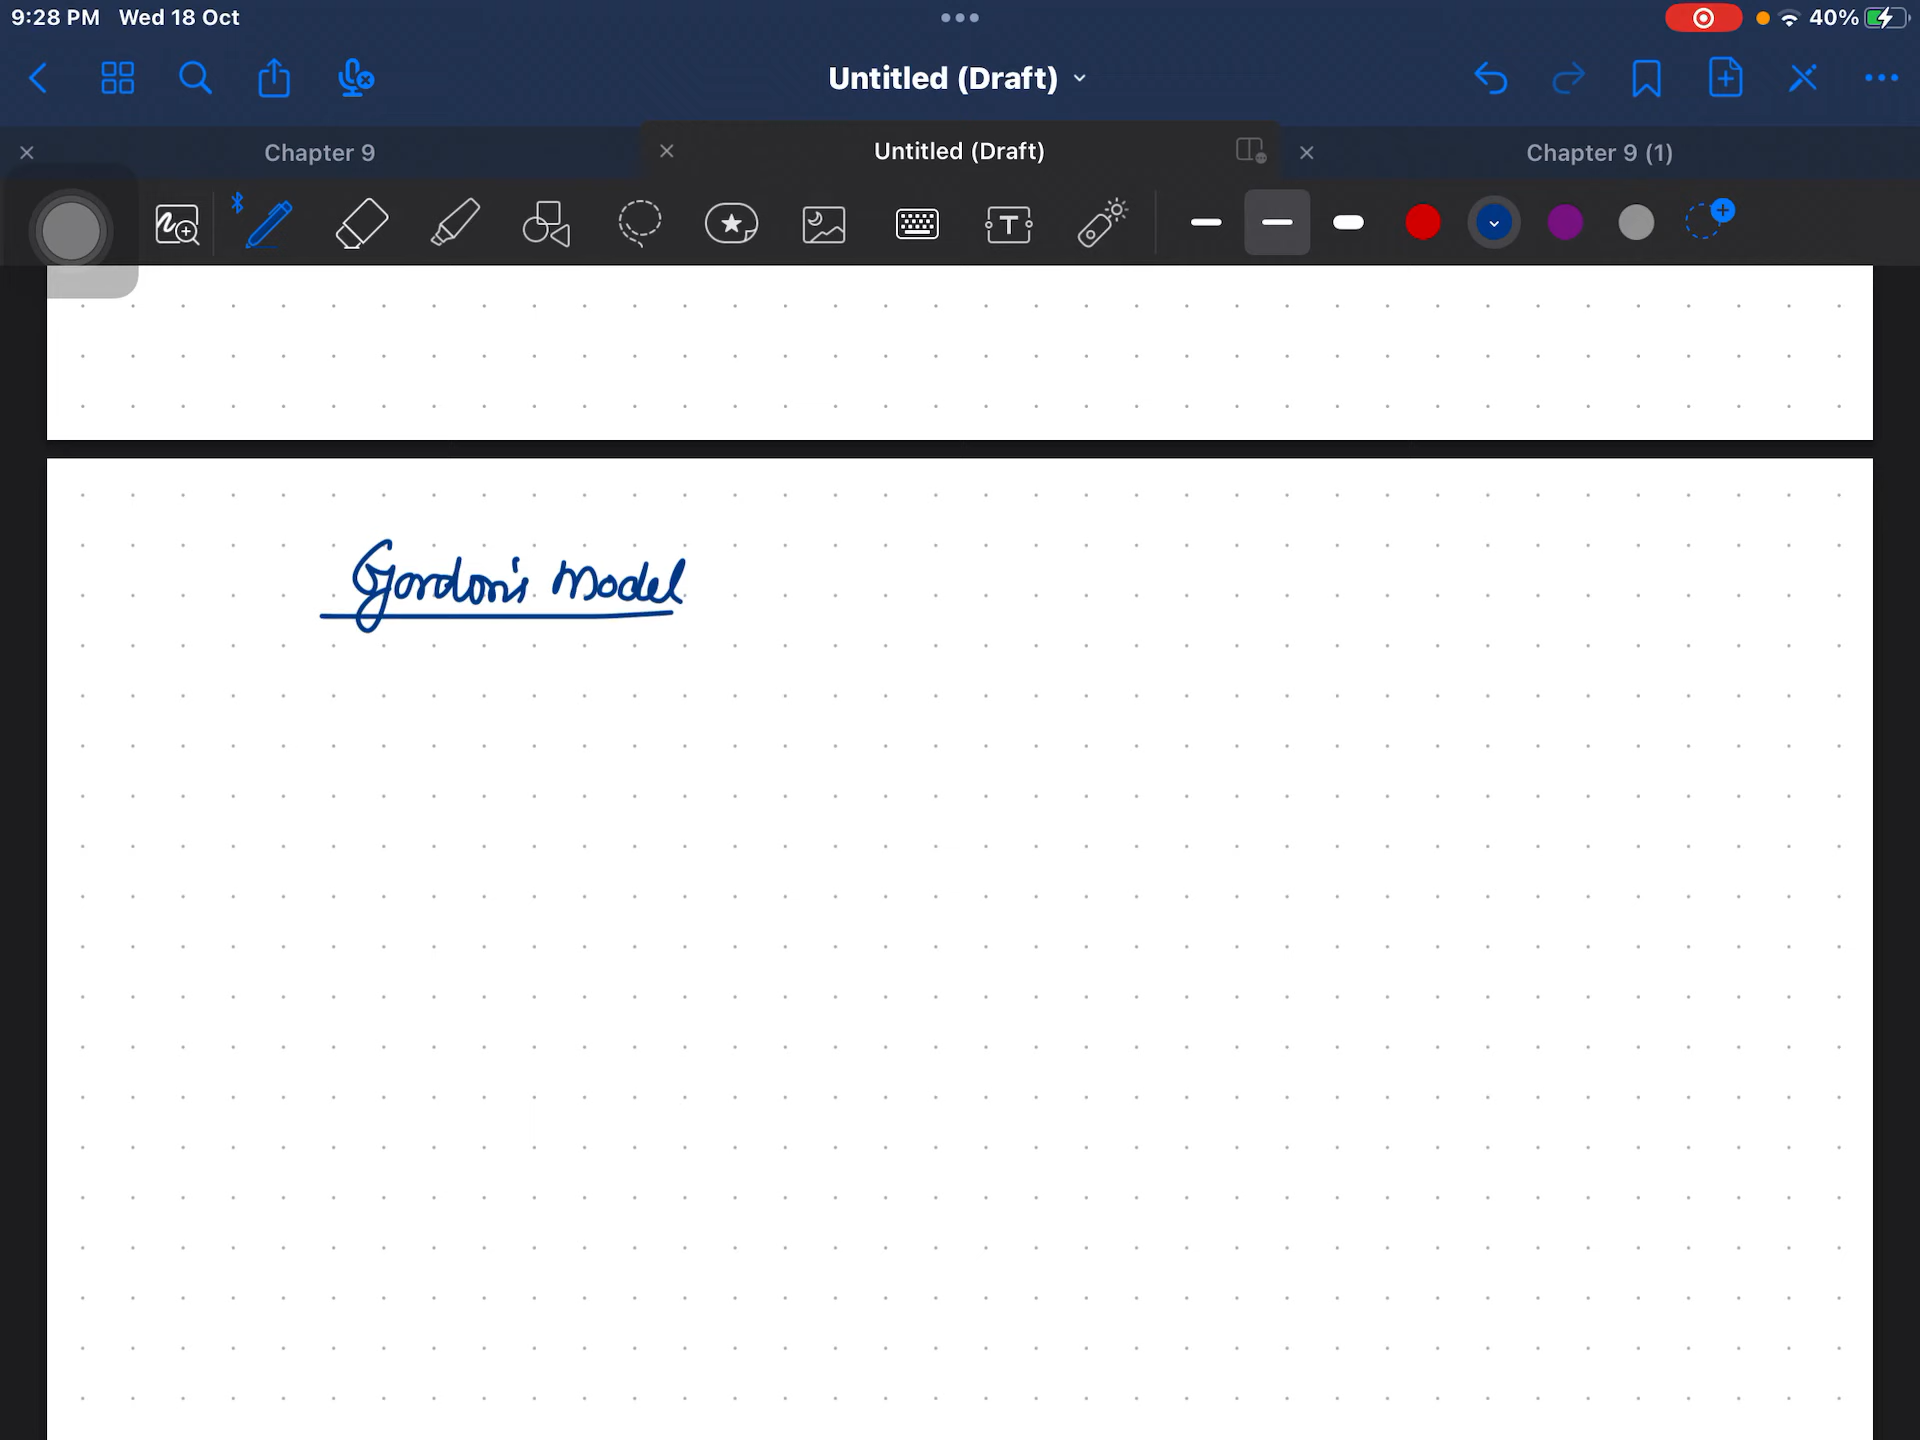 9:28 PM Wed 18 Oct
40%
Untitled (Draft)
Chapter 9
Untitled (Draft)
Chapter 9 (1)
T
Gordon's Model